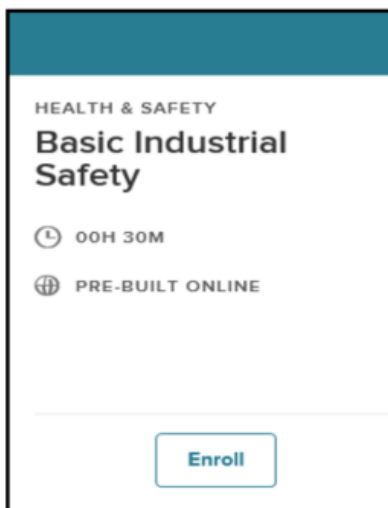 HEALTH & SAFETY
Basic Industrial
Safety
00H 30M
PRE-BUILT ONLINE
Enroll